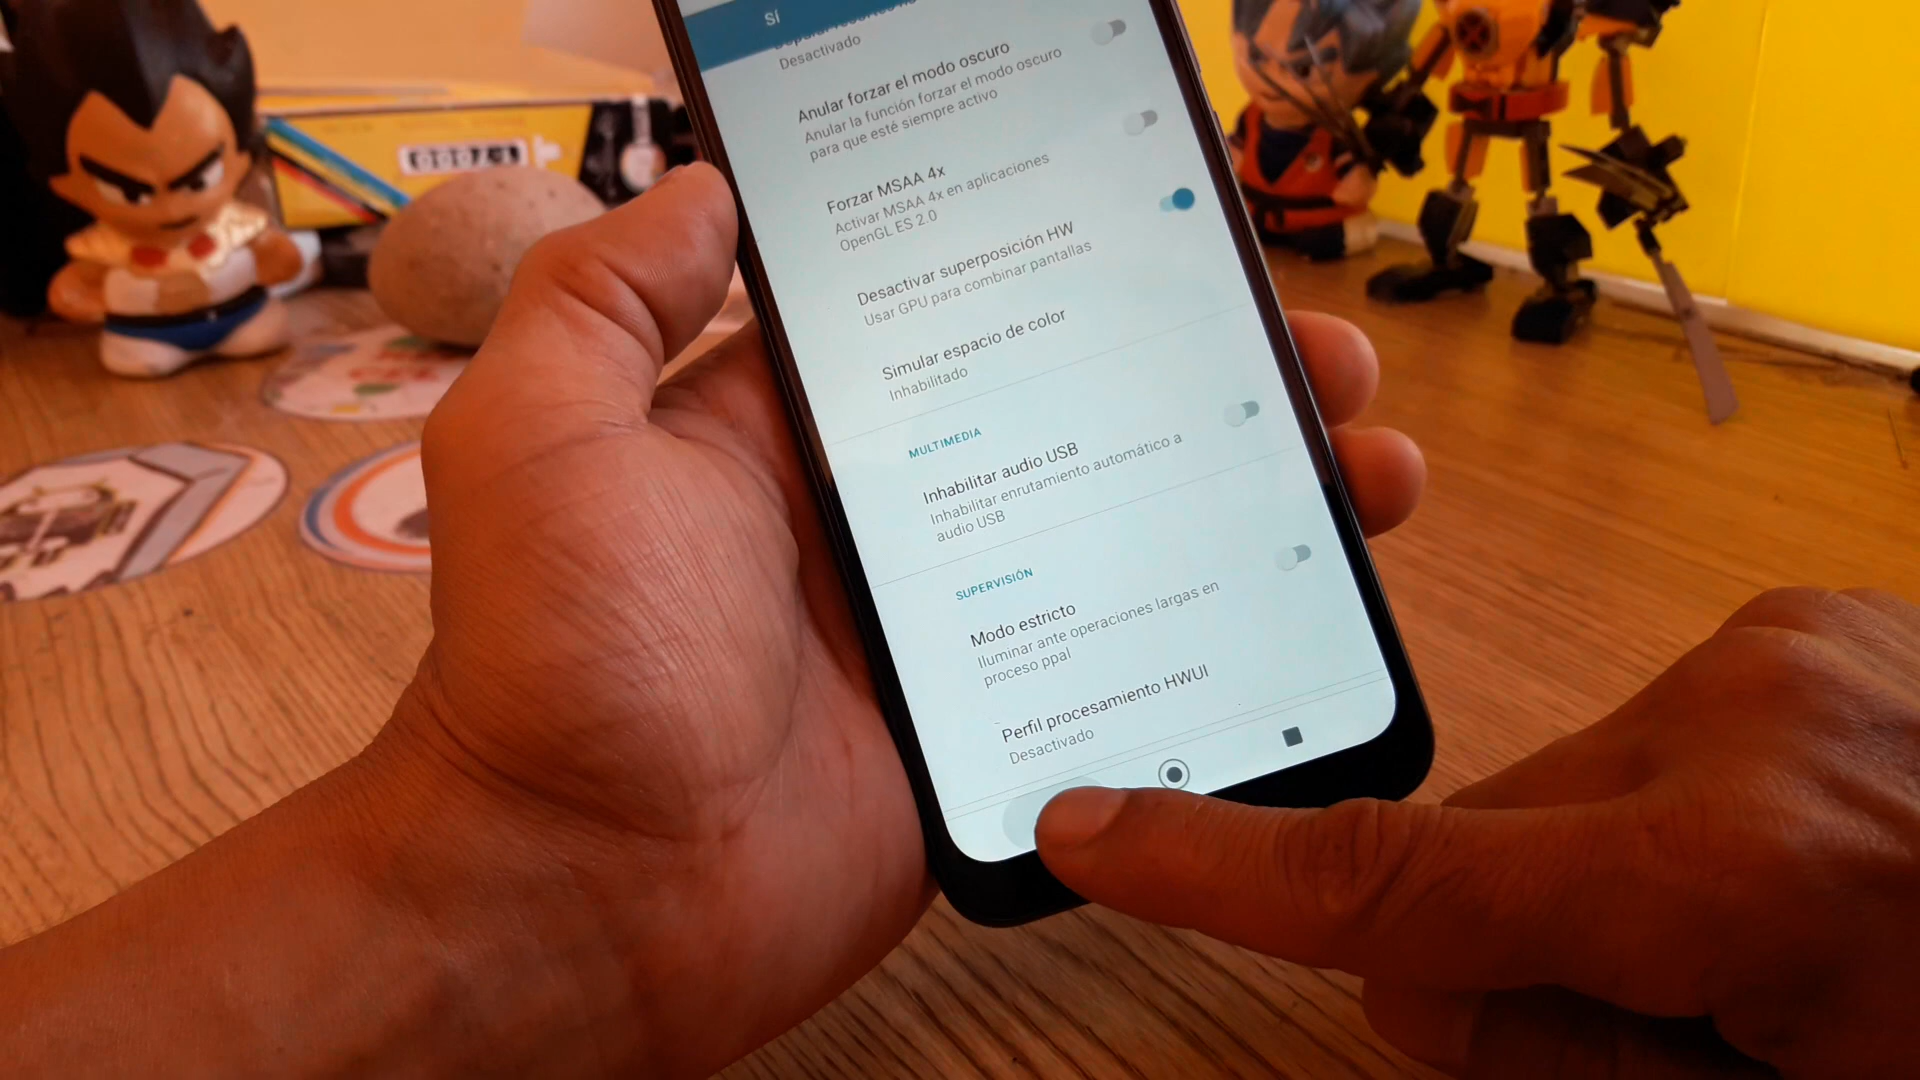 SÍ
Desactivado
Anular forzar el modo oscuro
Anular la función forzar el modo oscuro
para que esté siempre activo
Forzar MSAA 4x
Activar MSAA 4x en aplicaciones
OpenGL ES 2.0
Desactivar superposición HW
Usar GPU para combinar pantallas
Simular espacio de color
Inhabilitado
MULTIMEDIA
Inhabilitar audio USB
Inhabilitar enrutamiento automático a
audio USB
SUPERVISIÓN
Modo estricto
Iluminar ante operaciones largas en
proceso ppal
Perfil procesamiento HWUI
Desactivado